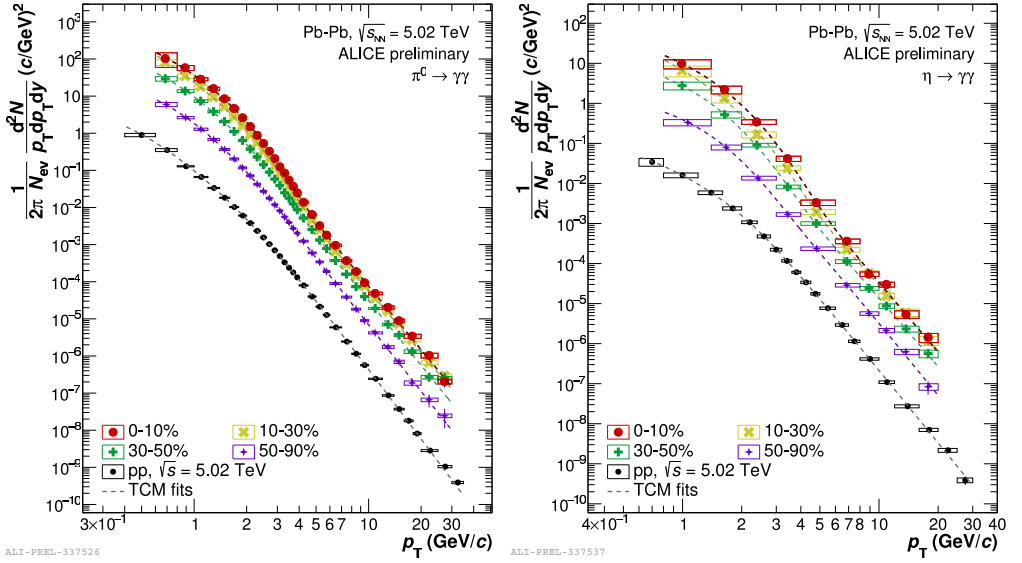 1/2π N_ev d²N/p_T dp_T dy (c/GeV)²
10³
10²
10
1
10⁻¹
10⁻²
10⁻³
10⁻⁴
10⁻⁵
10⁻⁶
10⁻⁷
10⁻⁸
10⁻⁹
10⁻¹⁰
Pb-Pb, √s_NN = 5.02 TeV
ALICE preliminary
π⁰ → γγ
0-10% 10-30%
30-50% 50-90%
pp, √s = 5.02 TeV
TCM fits
3×10⁻¹ 1 2 3 4 5 6 7 10 20 30
p_T (GeV/c)
ALI-PREL-337526
1/2π N_ev d²N/p_T dp_T dy (c/GeV)²
10²
10
1
10⁻¹
10⁻²
10⁻³
10⁻⁴
10⁻⁵
10⁻⁶
10⁻⁷
10⁻⁸
10⁻⁹
10⁻¹⁰
Pb-Pb, √s_NN = 5.02 TeV
ALICE preliminary
η → γγ
0-10% 10-30%
30-50% 50-90%
pp, √s = 5.02 TeV
TCM fits
4×10⁻¹ 1 2 3 4 5 6 7 8 10 20 30 40
p_T (GeV/c)
ALI-PREL-337537